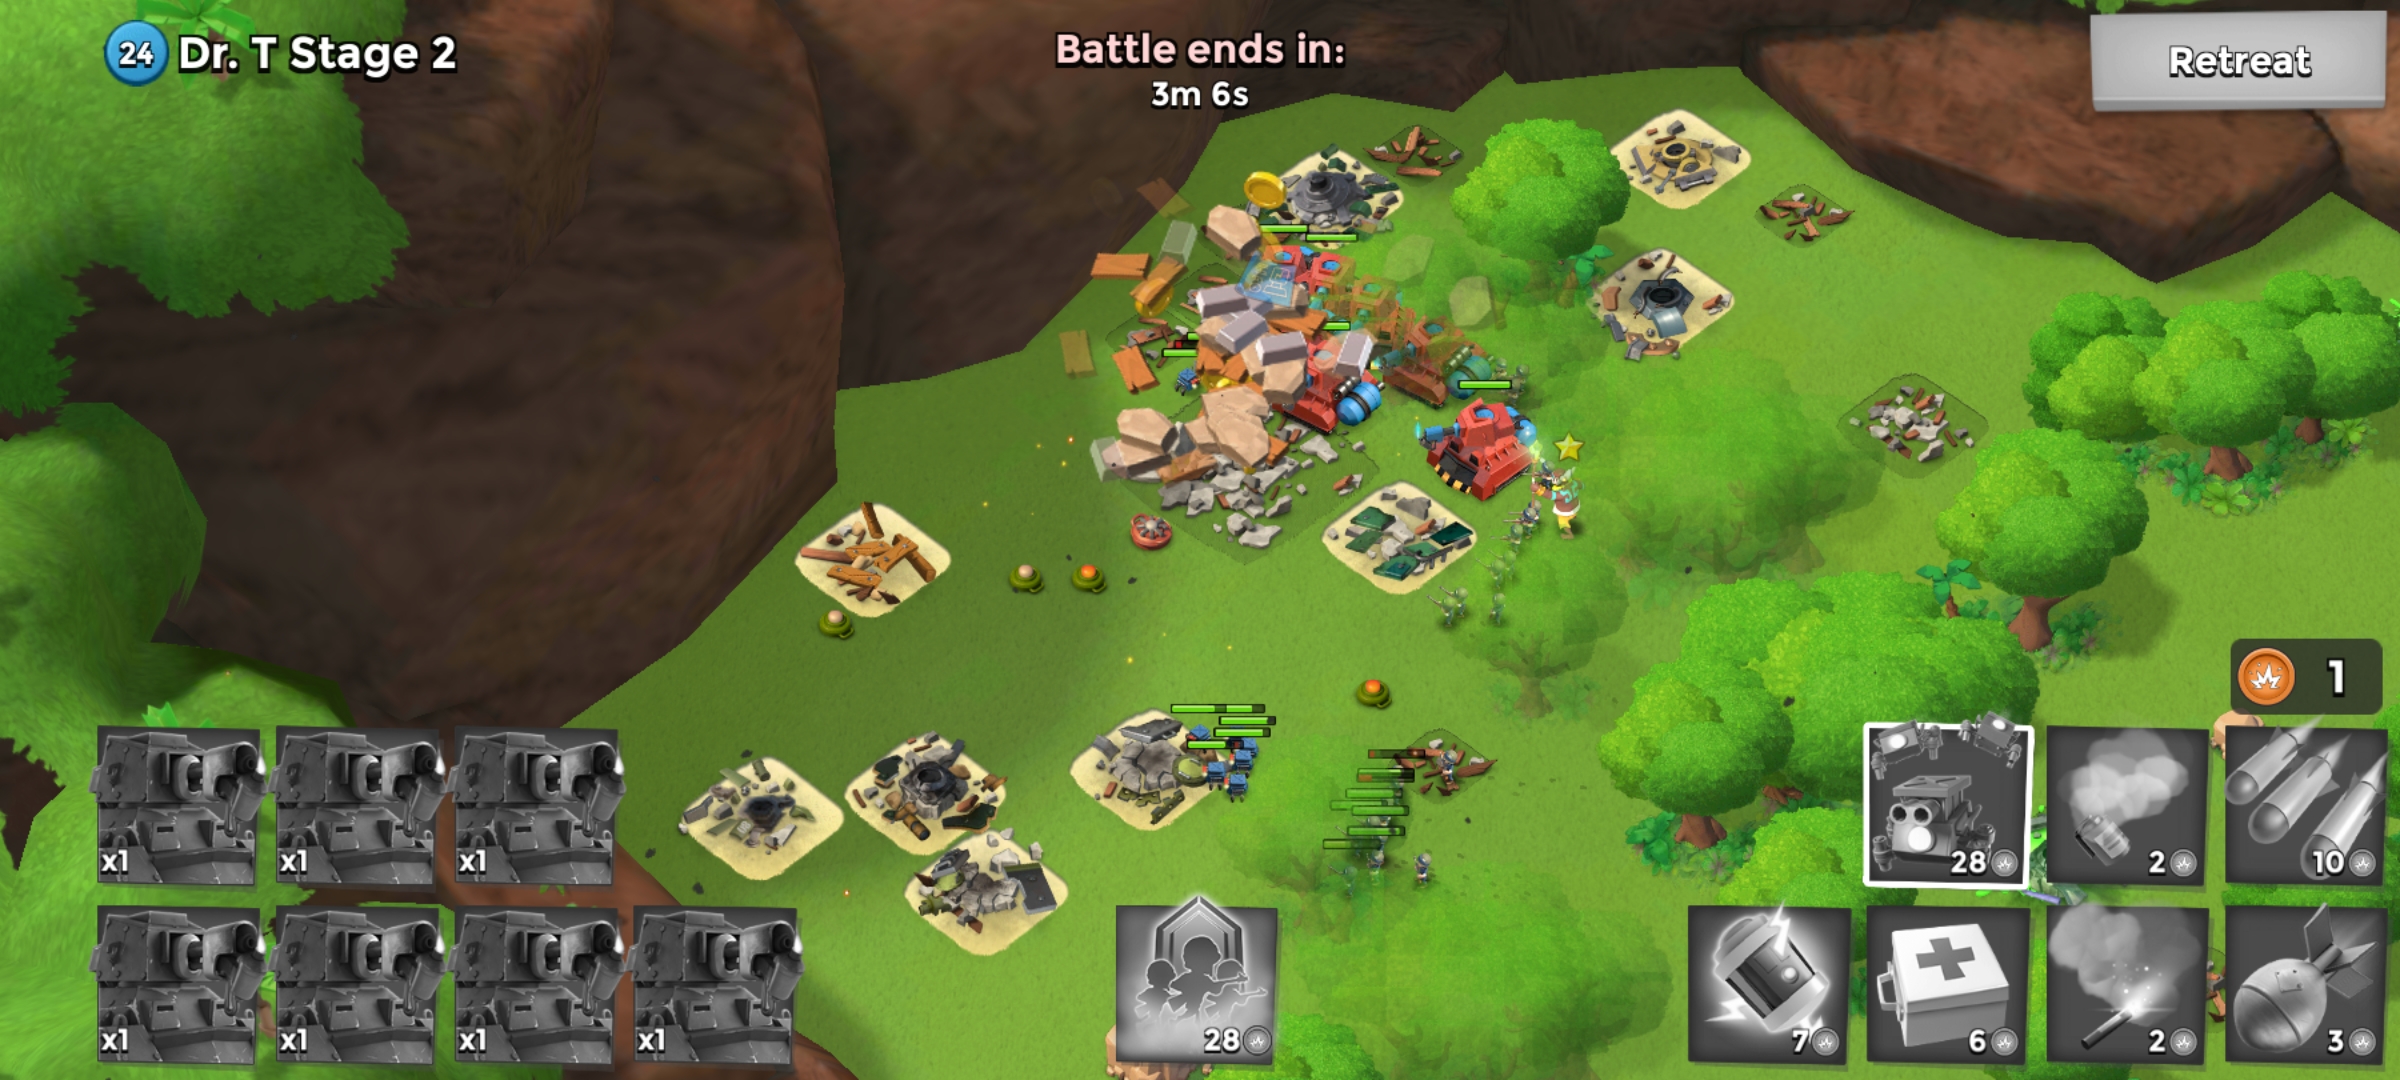 24 Dr. T Stage 2
Battle ends in:
3m 6s
Retreat
1
x1 x1 x1
28 2 10
x1 x1 x1 x1
28
7 6 2 3